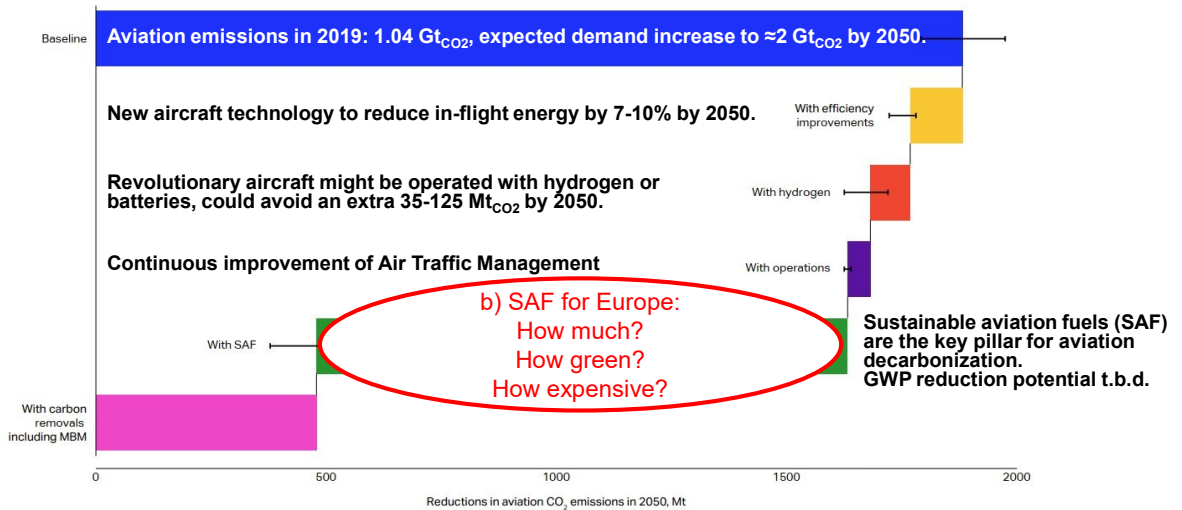 Baseline
Aviation emissions in 2019: 1.04 Gt_CO2, expected demand increase to ≈2 Gt_CO2 by 2050.
New aircraft technology to reduce in-flight energy by 7-10% by 2050.
With efficiency
improvements
Revolutionary aircraft might be operated with hydrogen or
batteries, could avoid an extra 35-125 Mt_CO2 by 2050.
With hydrogen
Continuous improvement of Air Traffic Management
With operations
b) SAF for Europe:
How much?
How green?
How expensive?
With SAF
Sustainable aviation fuels (SAF)
are the key pillar for aviation
decarbonization.
GWP reduction potential t.b.d.
With carbon
removals
including MBM
0
500
1000
1500
2000
Reductions in aviation CO2 emissions in 2050, Mt